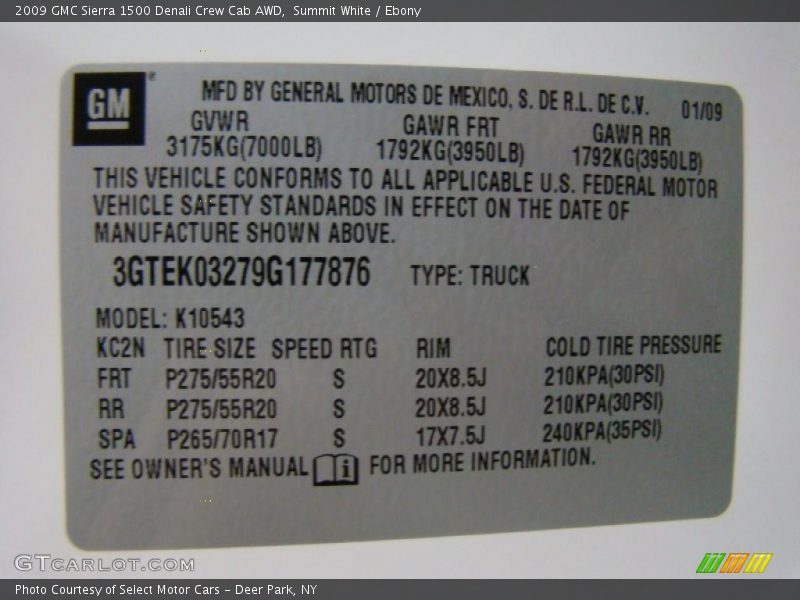 2009 GMC Sierra 1500 Denali Crew Cab AWD, Summit White / Ebony
GM
MFD BY GENERAL MOTORS DE MEXICO, S. DE R.L. DE C.V. 01/09
GVWR GAWR FRT GAWR RR
3175KG(7000LB) 1792KG(3950LB) 1792KG(3950LB)
THIS VEHICLE CONFORMS TO ALL APPLICABLE U.S. FEDERAL MOTOR
VEHICLE SAFETY STANDARDS IN EFFECT ON THE DATE OF
MANUFACTURE SHOWN ABOVE.
3GTEK03279G177876 TYPE: TRUCK
MODEL: K10543
KC2N TIRE SIZE SPEED RTG RIM COLD TIRE PRESSURE
FRT P275/55R20 S 20X8.5J 210KPA(30PSI)
RR P275/55R20 S 20X8.5J 210KPA(30PSI)
SPA P265/70R17 S 17X7.5J 240KPA(35PSI)
SEE OWNER'S MANUAL i FOR MORE INFORMATION.
GTCARLOT.COM
Photo Courtesy of Select Motor Cars - Deer Park, NY